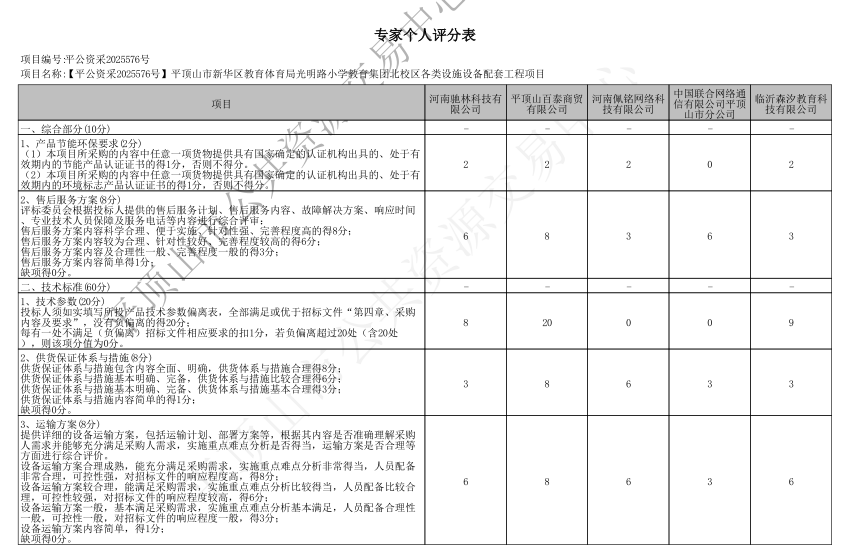 专家个人评分表
项目编号:平公资采2025576号
项目名称:【平公资采2025576号】平顶山市新华区教育体育局光明路小学教育集团北校区各类设施设备配套工程项目
项目 河南驰林科技有限公司 平顶山百泰商贸有限公司 河南佩铭网络科技有限公司 中国联合网络通信有限公司平顶山市分公司 临沂森汐教育科技有限公司
一、综合部分(10分) - - - - -
1、产品节能环保要求(2分)
(1)本项目所采购的内容中任意一项货物提供具有国家确定的认证机构出具的、处于有
效期内的节能产品认证证书的得1分,否则不得分。
(2)本项目所采购的内容中任意一项货物提供具有国家确定的认证机构出具的、处于有
效期内的环境标志产品认证证书的得1分,否则不得分。
2 2 2 0 2
2、售后服务方案(8分)
评标委员会根据投标人提供的售后服务计划、售后服务内容、故障解决方案、响应时间
、专业技术人员保障及服务电话等内容进行综合评审:
售后服务方案内容科学合理、便于实施、针对性强、完善程度高的得8分;
售后服务方案内容较为合理、针对性较好、完善程度较高的得6分;
售后服务方案内容及合理性一般、完善程度一般的得3分;
售后服务方案内容简单得1分;
缺项得0分。
6 8 3 6 3
二、技术标准(60分) - - - - -
1、技术参数(20分)
投标人须如实填写所投产品技术参数偏离表,全部满足或优于招标文件“第四章、采购
内容及要求”,没有负偏离的得20分;
每有一处不满足(负偏离)招标文件相应要求的扣1分,若负偏离超过20处(含20处
),则该项分值为0分。
8 20 0 0 9
2、供货保证体系与措施(8分)
供货保证体系与措施包含内容全面、明确,供货体系与措施合理得8分;
供货保证体系与措施基本明确、完备,供货体系与措施比较合理得6分;
供货保证体系与措施基本明确、完备、供货体系与措施基本合理得3分;
供货保证体系与措施内容简单的得1分;
缺项得0分。
3 8 6 3 3
3、运输方案(8分)
提供详细的设备运输方案,包括运输计划、部署方案等,根据其内容是否准确理解采购
人需求并能够充分满足采购人需求,实施重点难点分析是否得当,运输方案是否合理等
方面进行综合评价。
设备运输方案合理成熟,能充分满足采购需求,实施重点难点分析非常得当,人员配备
非常合理,可控性强,对招标文件的响应程度高,得8分;
设备运输方案较合理,能满足采购需求,实施重点难点分析比较得当,人员配备比较合
理,可控性较强,对招标文件的响应程度较高,得6分;
设备运输方案一般,基本满足采购需求,实施重点难点分析基本满足,人员配备合理性
一般,可控性一般,对招标文件的响应程度一般,得3分;
设备运输方案内容简单,得1分;
缺项得0分。
6 8 6 3 6
平顶山市公共资源交易中心
顶山市公共资源交易中心